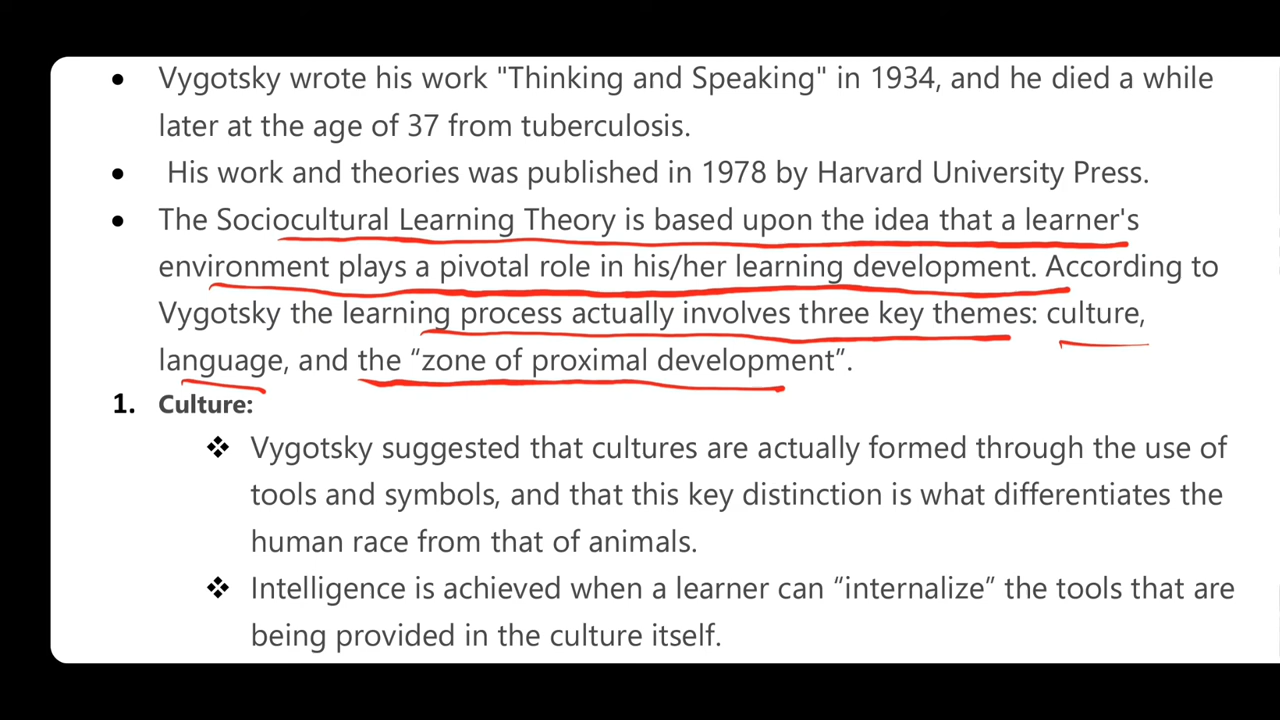 • Vygotsky wrote his work "Thinking and Speaking" in 1934, and he died a while
later at the age of 37 from tuberculosis.
• His work and theories was published in 1978 by Harvard University Press.
• The Sociocultural Learning Theory is based upon the idea that a learner's
environment plays a pivotal role in his/her learning development. According to
Vygotsky the learning process actually involves three key themes: culture,
language, and the “zone of proximal development”.
1. Culture:
❖ Vygotsky suggested that cultures are actually formed through the use of
tools and symbols, and that this key distinction is what differentiates the
human race from that of animals.
❖ Intelligence is achieved when a learner can “internalize” the tools that are
being provided in the culture itself.